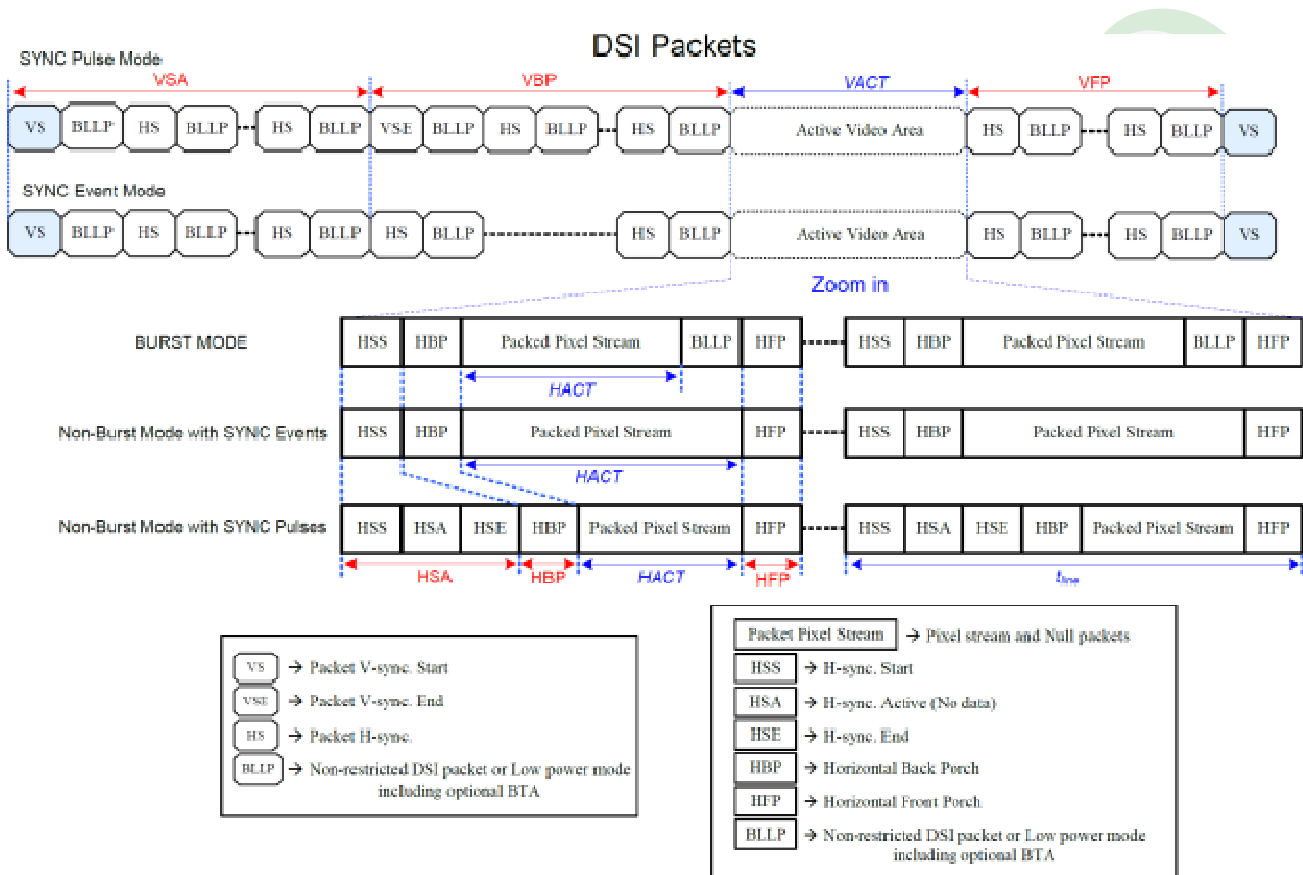 DSI Packets
SYNC Pulse Mode
VSA VBP VACT VFP
VS BLLP HS BLLP HS BLLP VSE BLLP HS BLLP HS BLLP Active Video Area HS BLLP HS BLLP VS
SYNC Event Mode
VS BLLP HS BLLP HS BLLP HS BLLP HS BLLP Active Video Area HS BLLP HS BLLP VS
Zoom in
BURST MODE HSS HBP Packed Pixel Stream BLLP HFP HSS HBP Packed Pixel Stream BLLP HFP
HACT
Non-Burst Mode with SYNC Events HSS HBP Packed Pixel Stream HFP HSS HBP Packed Pixel Stream HFP
HACT
Non-Burst Mode with SYNC Pulses HSS HSA HSE HBP Packed Pixel Stream HFP HSS HSA HSE HBP Packed Pixel Stream HFP
HSA HBP HACT HFP tline
VS → Packet V-sync. Start
VSE → Packet V-sync. End
HS → Packet H-sync.
BLLP → Non-restricted DSI packet or Low power mode
including optional BTA
Packet Pixel Stream → Pixel stream and Null packets
HSS → H-sync. Start
HSA → H-sync. Active (No data)
HSE → H-sync. End
HBP → Horizontal Back Porch
HFP → Horizontal Front Porch
BLLP → Non-restricted DSI packet or Low power mode
including optional BTA